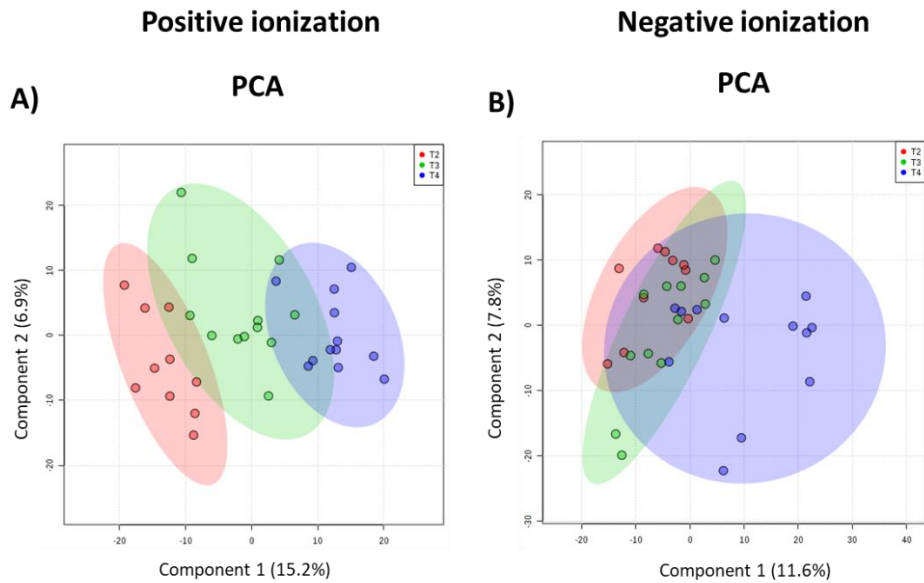 Positive ionization
Negative ionization
A)
PCA
B)
PCA
T2
T3
T4
T2
T3
T4
Component 2 (6.9%)
20
10
0
-10
-20
-20
-10
0
10
20
Component 1 (15.2%)
Component 2 (7.8%)
20
10
0
-10
-20
-30
-20
-10
0
10
20
30
40
Component 1 (11.6%)